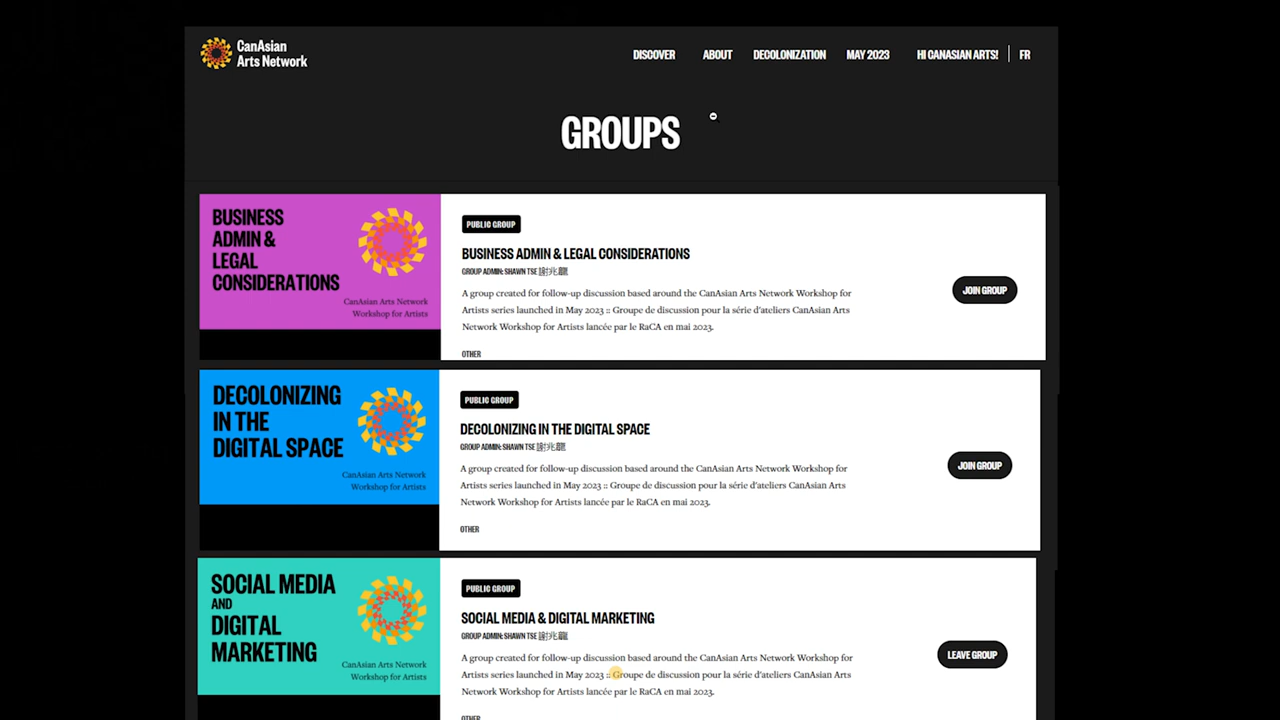 CanAsian
Arts Network
DISCOVER
ABOUT
DECOLONIZATION
MAY 2023
HI CANASIAN ARTS!
FR
GROUPS
BUSINESS
ADMIN &
LEGAL
CONSIDERATIONS
CanAsian Arts Network
Workshop for Artists
PUBLIC GROUP
BUSINESS ADMIN & LEGAL CONSIDERATIONS
GROUP ADMIN: SHAWN TSE 謝兆龍
A group created for follow-up discussion based around the CanAsian Arts Network Workshop for
Artists series launched in May 2023 :: Groupe de discussion pour la série d'ateliers CanAsian Arts
Network Workshop for Artists lancée par le RaCA en mai 2023.
OTHER
JOIN GROUP
DECOLONIZING
IN THE
DIGITAL SPACE
CanAsian Arts Network
Workshop for Artists
PUBLIC GROUP
DECOLONIZING IN THE DIGITAL SPACE
GROUP ADMIN: SHAWN TSE 謝兆龍
A group created for follow-up discussion based around the CanAsian Arts Network Workshop for
Artists series launched in May 2023 :: Groupe de discussion pour la série d'ateliers CanAsian Arts
Network Workshop for Artists lancée par le RaCA en mai 2023.
OTHER
JOIN GROUP
SOCIAL MEDIA
AND
DIGITAL
MARKETING
CanAsian Arts Network
Workshop for Artists
PUBLIC GROUP
SOCIAL MEDIA & DIGITAL MARKETING
GROUP ADMIN: SHAWN TSE 謝兆龍
A group created for follow-up discussion based around the CanAsian Arts Network Workshop for
Artists series launched in May 2023 :: Groupe de discussion pour la série d'ateliers CanAsian Arts
Network Workshop for Artists lancée par le RaCA en mai 2023.
OTHER
LEAVE GROUP